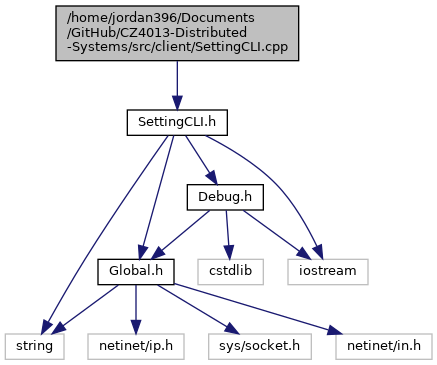 /home/jordan396/Documents
/GitHub/CZ4013-Distributed
-Systems/src/client/SettingCLI.cpp
SettingCLI.h
Debug.h
Global.h
cstdlib
iostream
string
netinet/ip.h
sys/socket.h
netinet/in.h